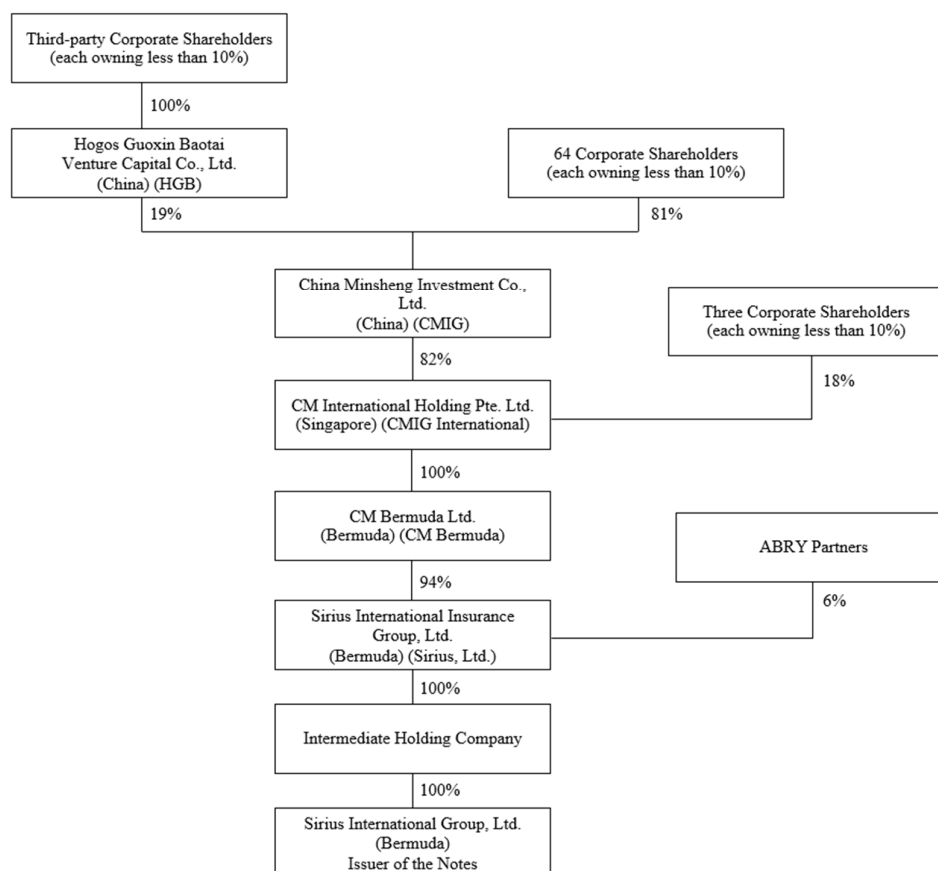 Third-party Corporate Shareholders
(each owning less than 10%)
100%
Hogos Guoxin Baotai
Venture Capital Co., Ltd.
(China) (HGB)
64 Corporate Shareholders
(each owning less than 10%)
19%
81%
China Minsheng Investment Co.,
Ltd.
(China) (CMIG)
Three Corporate Shareholders
(each owning less than 10%)
82%
18%
CM International Holding Pte. Ltd.
(Singapore) (CMIG International)
100%
CM Bermuda Ltd.
(Bermuda) (CM Bermuda)
ABRY Partners
94%
6%
Sirius International Insurance
Group, Ltd.
(Bermuda) (Sirius, Ltd.)
100%
Intermediate Holding Company
100%
Sirius International Group, Ltd.
(Bermuda)
Issuer of the Notes